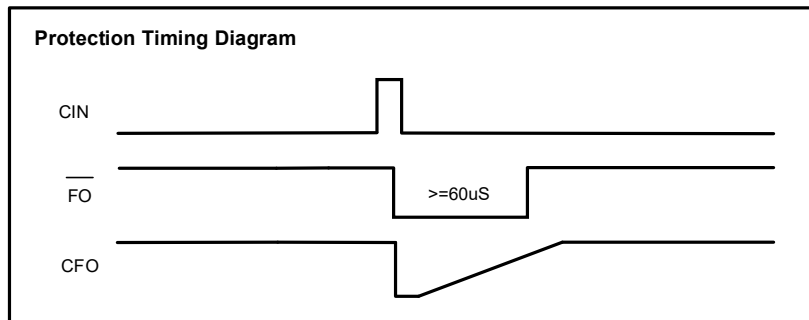 Protection Timing Diagram
CIN
FO
>=60uS
CFO